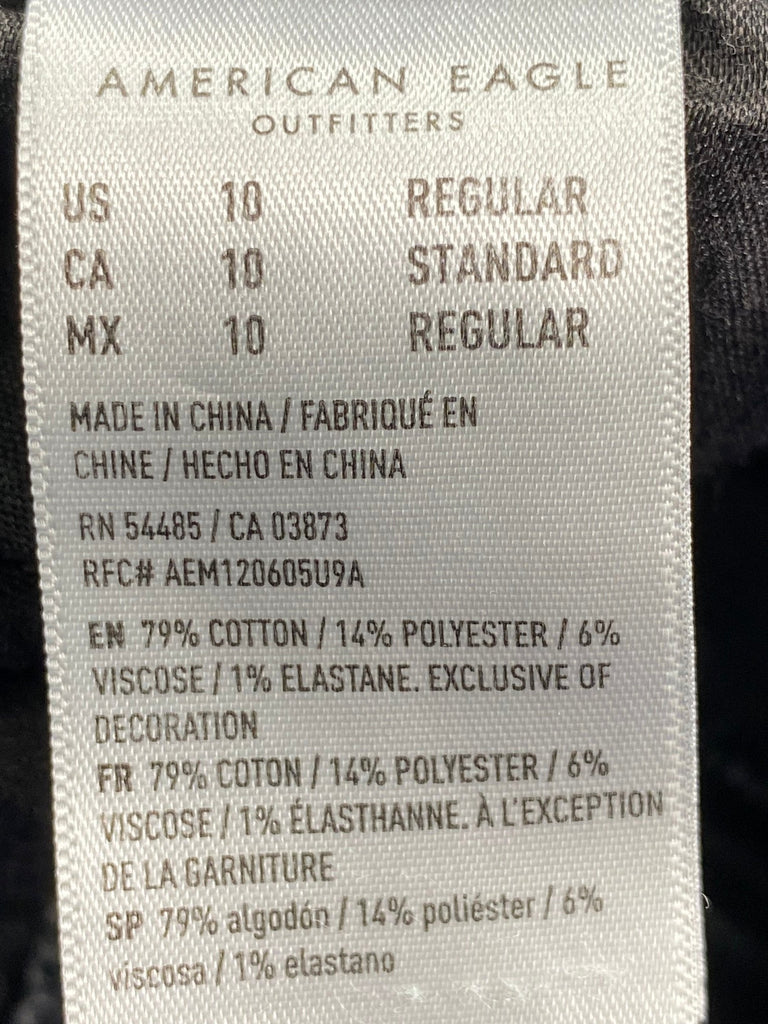 AMERICAN EAGLE
OUTFITTERS
US 10 REGULAR
CA 10 STANDARD
MX 10 REGULAR
MADE IN CHINA / FABRIQUÉ EN
CHINE / HECHO EN CHINA
RN 54485 / CA 03873
RFC# AEM120605U9A
EN 79% COTTON / 14% POLYESTER / 6%
VISCOSE / 1% ELASTANE. EXCLUSIVE OF
DECORATION
FR 79% COTON / 14% POLYESTER / 6%
VISCOSE / 1% ÉLASTHANNE. À L'EXCEPTION
DE LA GARNITURE
SP 79% algodón / 14% poliéster / 6%
viscosa / 1% elastano